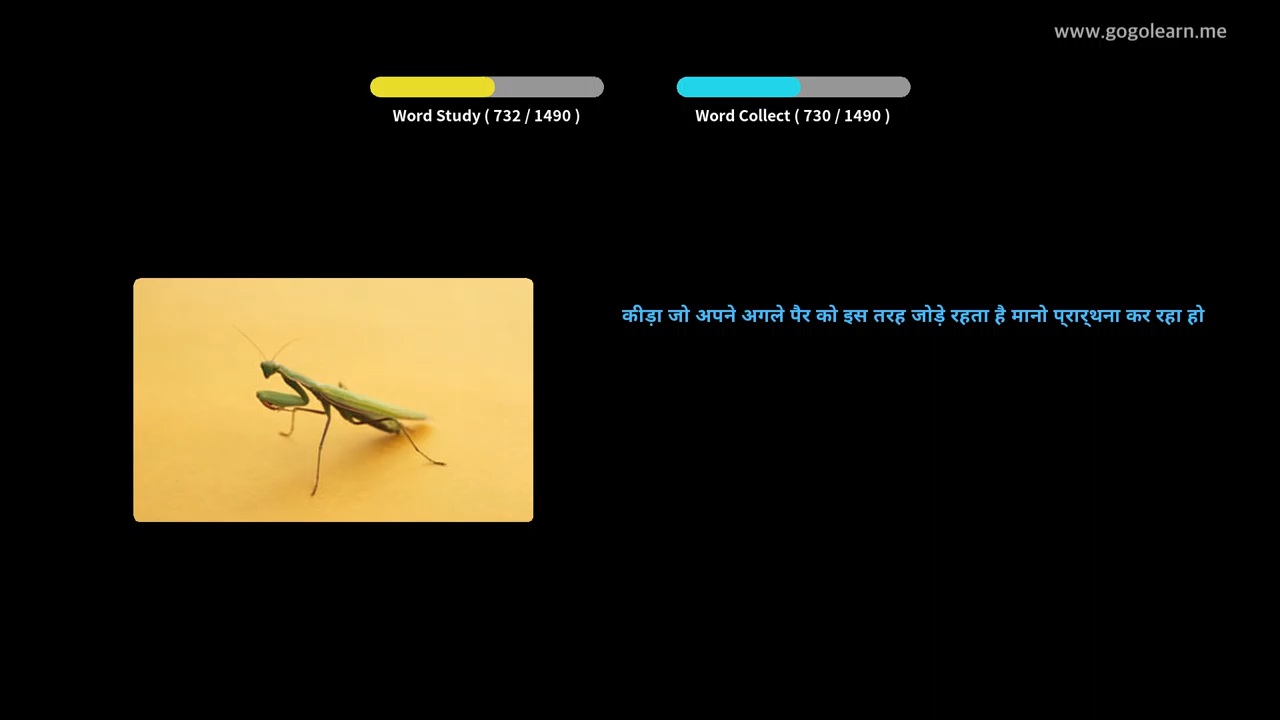 www.gogolearn.me
Word Study ( 732 / 1490 )
Word Collect ( 730 / 1490 )
कीड़ा जो अपने अगले पैर को इस तरह जोड़े रहता है मानो प्रार्थना कर रहा हो